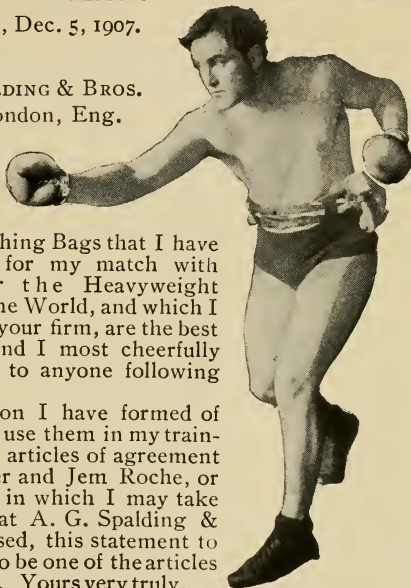 , Dec. 5, 1907.
LDING & BROS.
ondon, Eng.
hing Bags that I have
for my match with
r the Heavyweight
ne World, and which I
your firm, are the best
nd I most cheerfully
to anyone following
on I have formed of
use them in my train-
articles of agreement
er and Jem Roche, or
in which I may take
at A. G. Spalding &
sed, this statement to
o be one of the articles
Yours very truly,